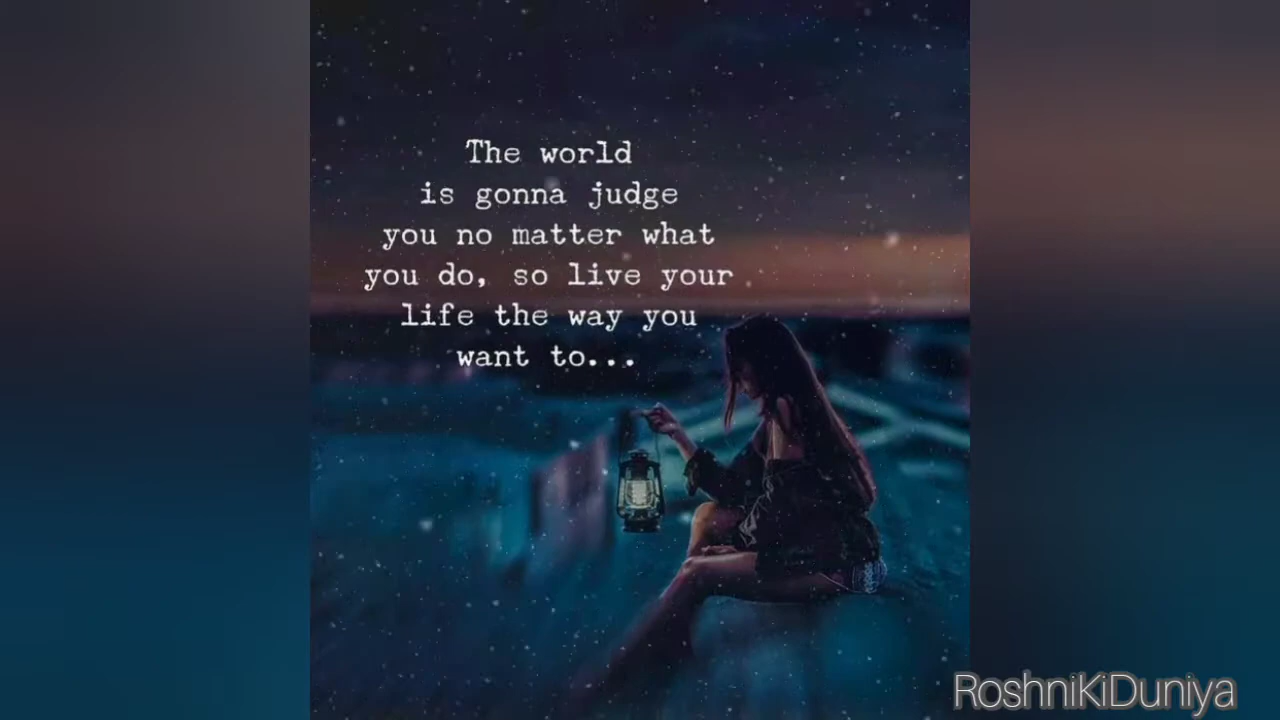 The world
is gonna judge
you no matter what
you do, so live your
life the way you
want to...
RoshniKiDuniya